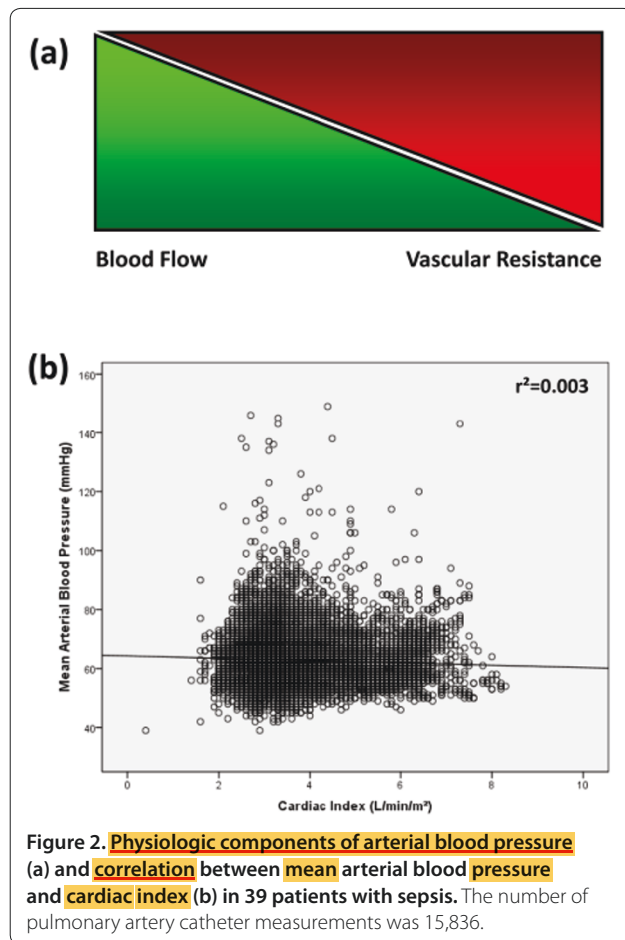 (a)
Blood Flow
Vascular Resistance
(b)
r²=0.003
160
140
120
100
80
60
40
Mean Arterial Blood Pressure (mmHg)
0
2
4
6
8
10
Cardiac Index (L/min/m²)
Figure 2. Physiologic components of arterial blood pressure
(a) and correlation between mean arterial blood pressure
and cardiac index (b) in 39 patients with sepsis. The number of
pulmonary artery catheter measurements was 15,836.